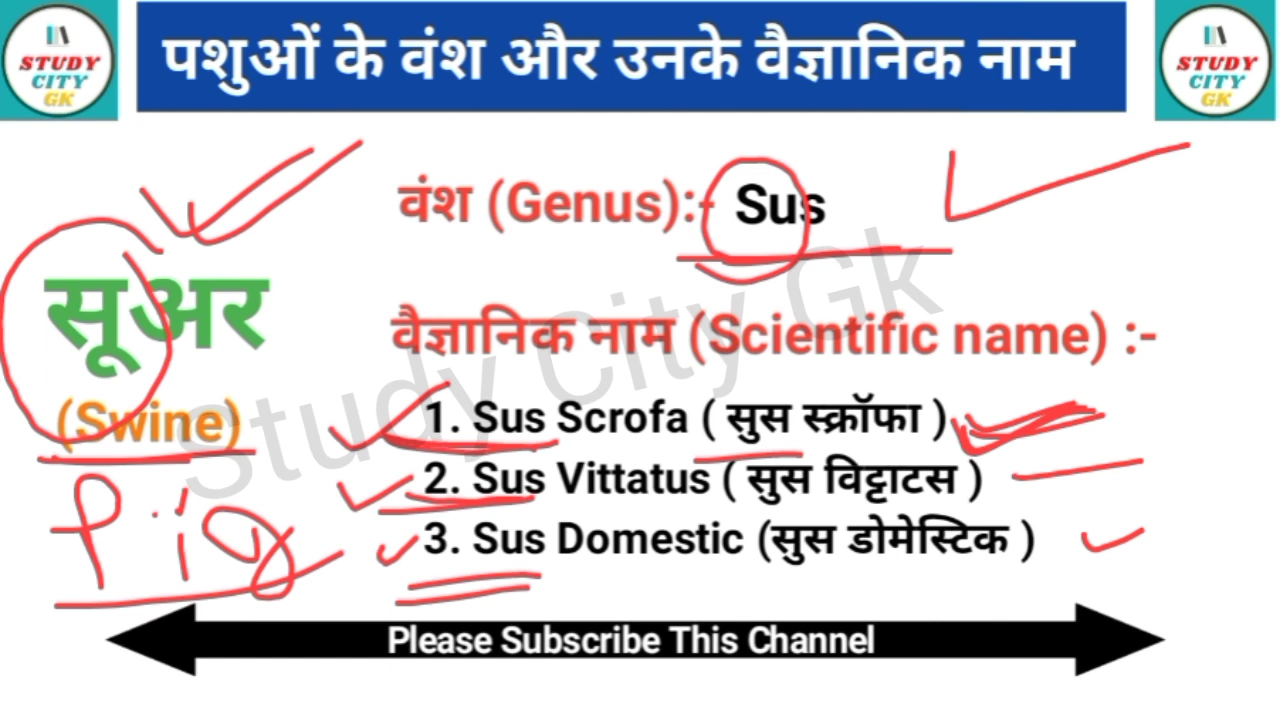 STUDY
CITY
GK
पशुओं के वंश और उनके वैज्ञानिक नाम
STUDY
CITY
GK
वंश (Genus):- Sus
सूअर
(Swine)
Pig
वैज्ञानिक नाम (Scientific name) :-
1. Sus Scrofa ( सुस स्क्रॉफा )
2. Sus Vittatus ( सुस विट्टाटस )
3. Sus Domestic (सुस डोमेस्टिक )
Study City Gk
Please Subscribe This Channel